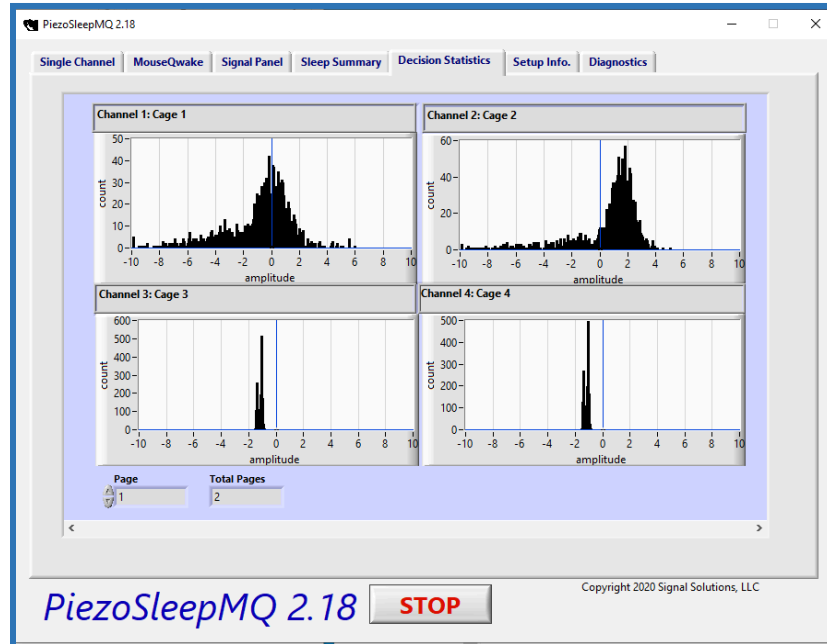 PiezoSleepMQ 2.18
Single Channel MouseQwake Signal Panel Sleep Summary Decision Statistics Setup Info. Diagnostics
Channel 1: Cage 1
50
40
30
20
10
0
count
-10 -8 -6 -4 -2 0 2 4 6 8 10
amplitude
Channel 2: Cage 2
60
40
20
0
count
-10 -8 -6 -4 -2 0 2 4 6 8 10
amplitude
Channel 3: Cage 3
600
500
400
300
200
100
0
count
-10 -8 -6 -4 -2 0 2 4 6 8 10
amplitude
Channel 4: Cage 4
500
400
300
200
100
0
count
-10 -8 -6 -4 -2 0 2 4 6 8 10
amplitude
Page Total Pages
1 2
Copyright 2020 Signal Solutions, LLC
PiezoSleepMQ 2.18 STOP